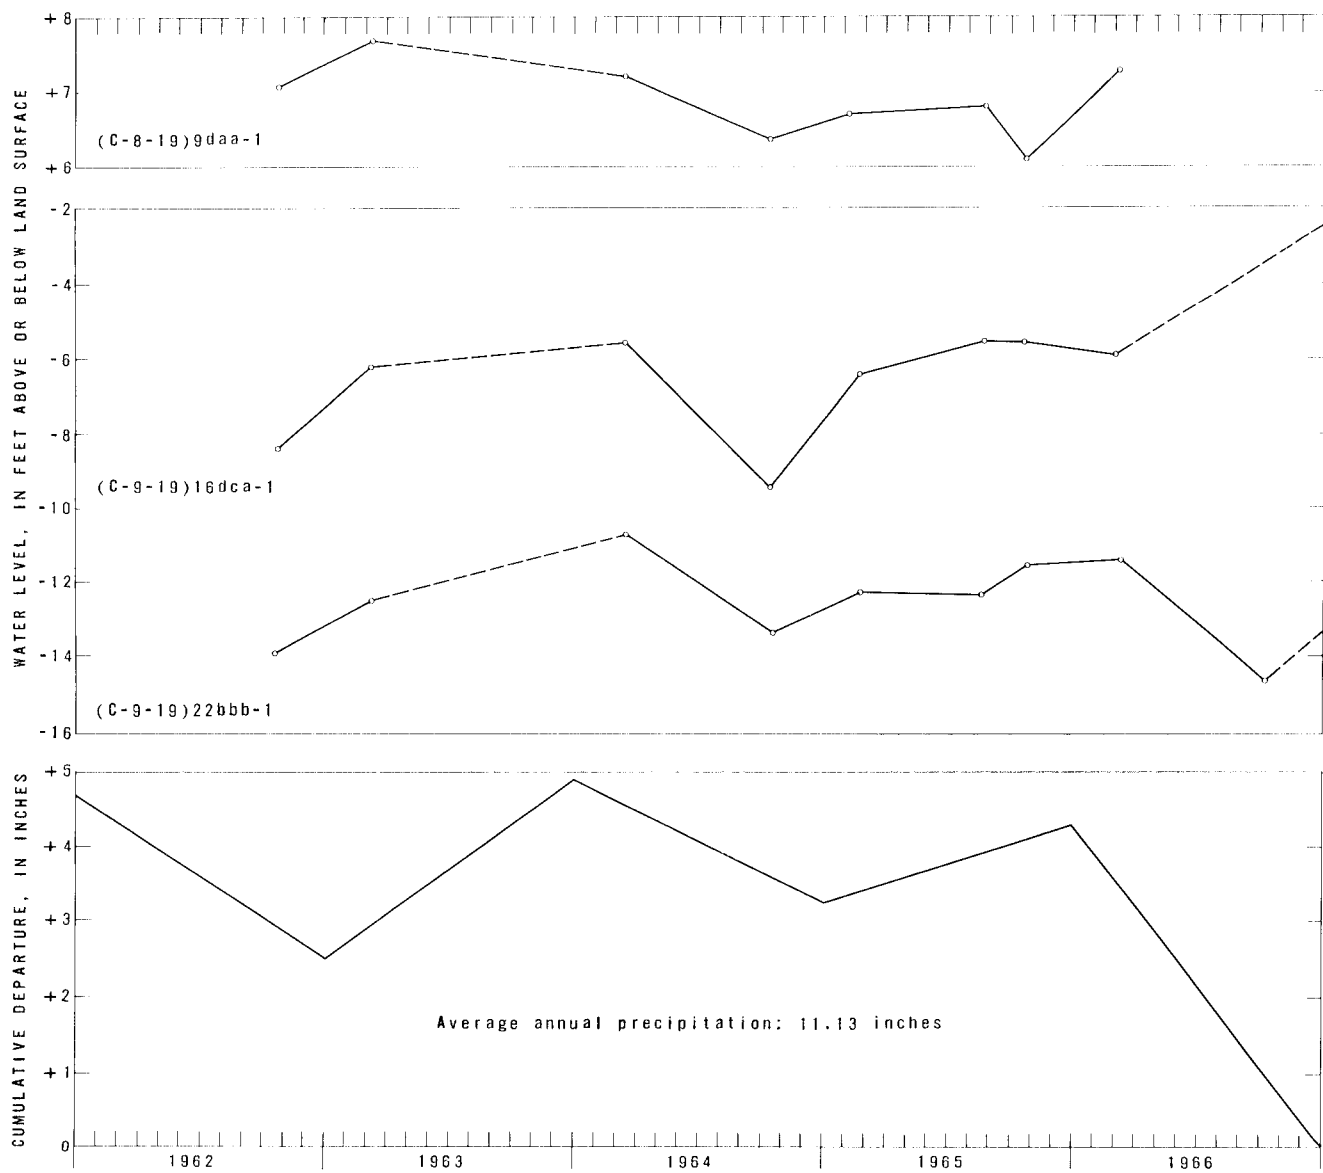 WATER LEVEL, IN FEET ABOVE OR BELOW LAND SURFACE
+8
+7
(C-8-19)9daa-1
+6
-2
-4
-6
-8
(C-9-19)16dca-1
-10
-12
-14
(C-9-19)22bbb-1
-16
CUMULATIVE DEPARTURE, IN INCHES
+5
+4
+3
+2
Average annual precipitation: 11.13 inches
+1
0
1962 1963 1964 1965 1966